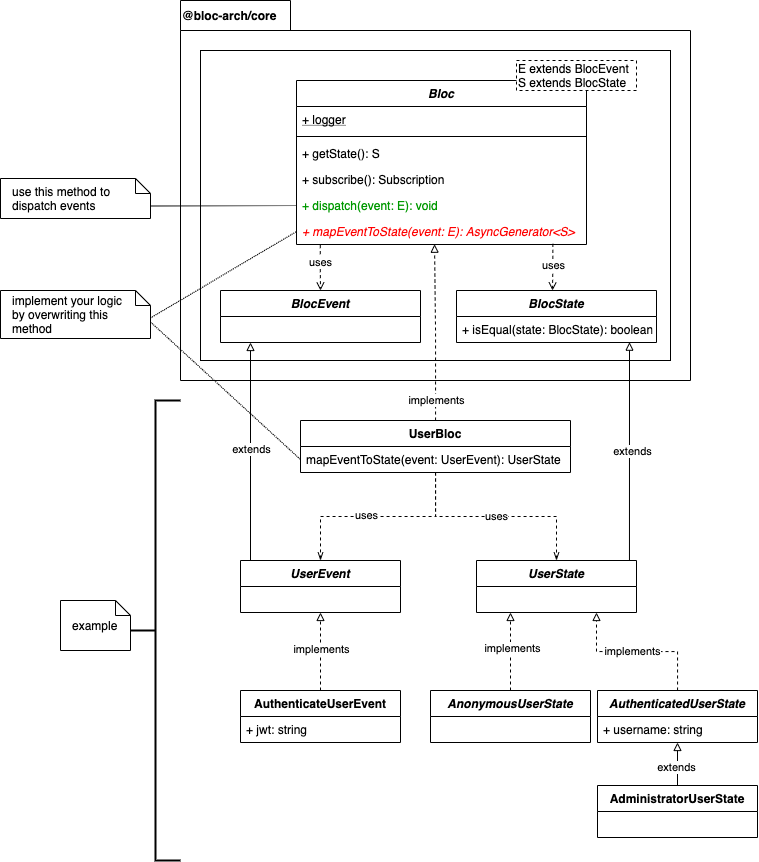 @bloc-arch/core
E extends BlocEvent
S extends BlocState
Bloc
+ logger
+ getState(): S
+ subscribe(): Subscription
+ dispatch(event: E): void
+ mapEventToState(event: E): AsyncGenerator<S>
use this method to
dispatch events
uses
uses
implement your logic
by overwriting this
method
BlocEvent
BlocState
+ isEqual(state: BlocState): boolean
implements
UserBloc
mapEventToState(event: UserEvent): UserState
extends
extends
uses
uses
UserEvent
UserState
example
implements
implements
implements
AuthenticateUserEvent
+ jwt: string
AnonymousUserState
AuthenticatedUserState
+ username: string
extends
AdministratorUserState